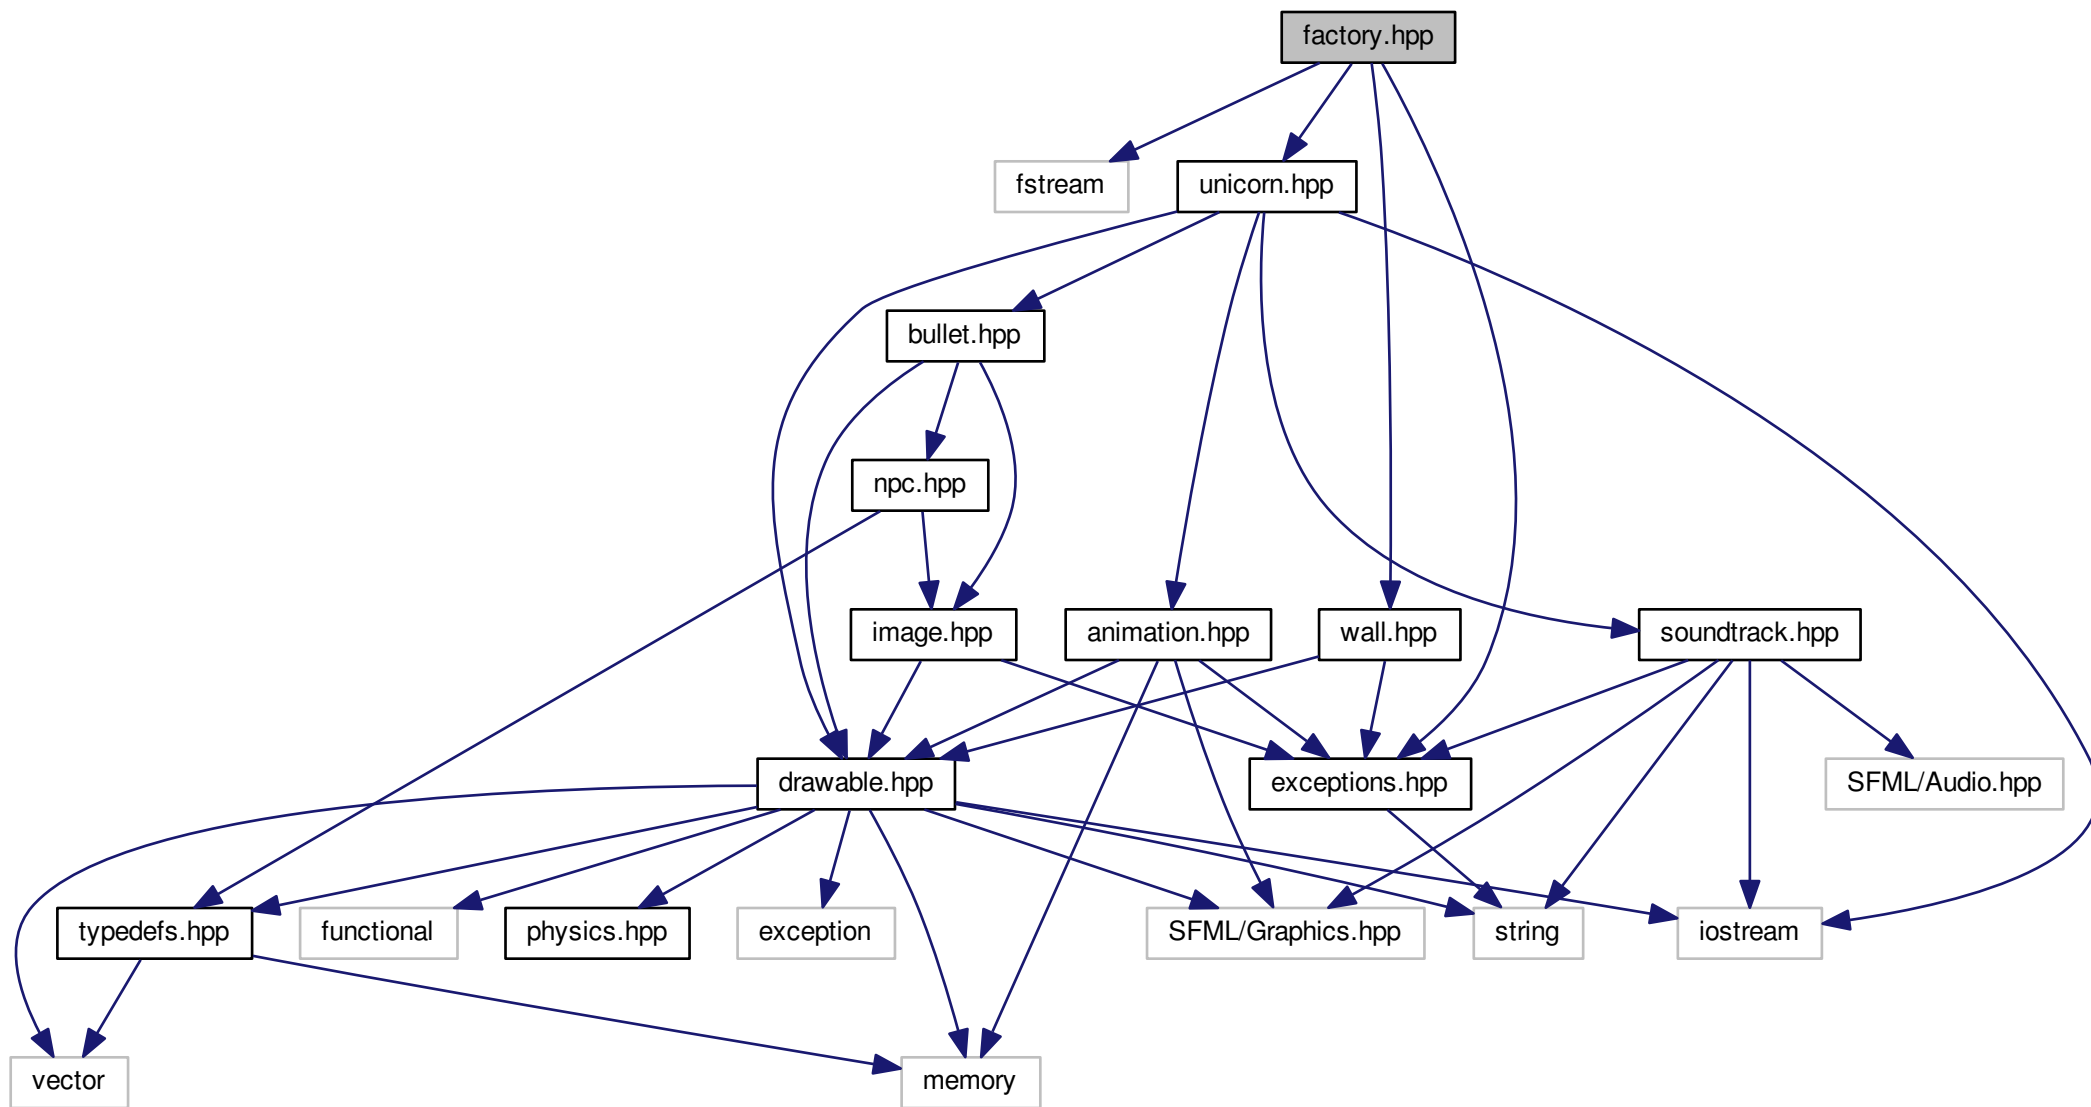 factory.hpp
fstream
unicorn.hpp
bullet.hpp
npc.hpp
image.hpp
animation.hpp
wall.hpp
soundtrack.hpp
drawable.hpp
exceptions.hpp
SFML/Audio.hpp
typedefs.hpp
functional
physics.hpp
exception
SFML/Graphics.hpp
string
iostream
vector
memory